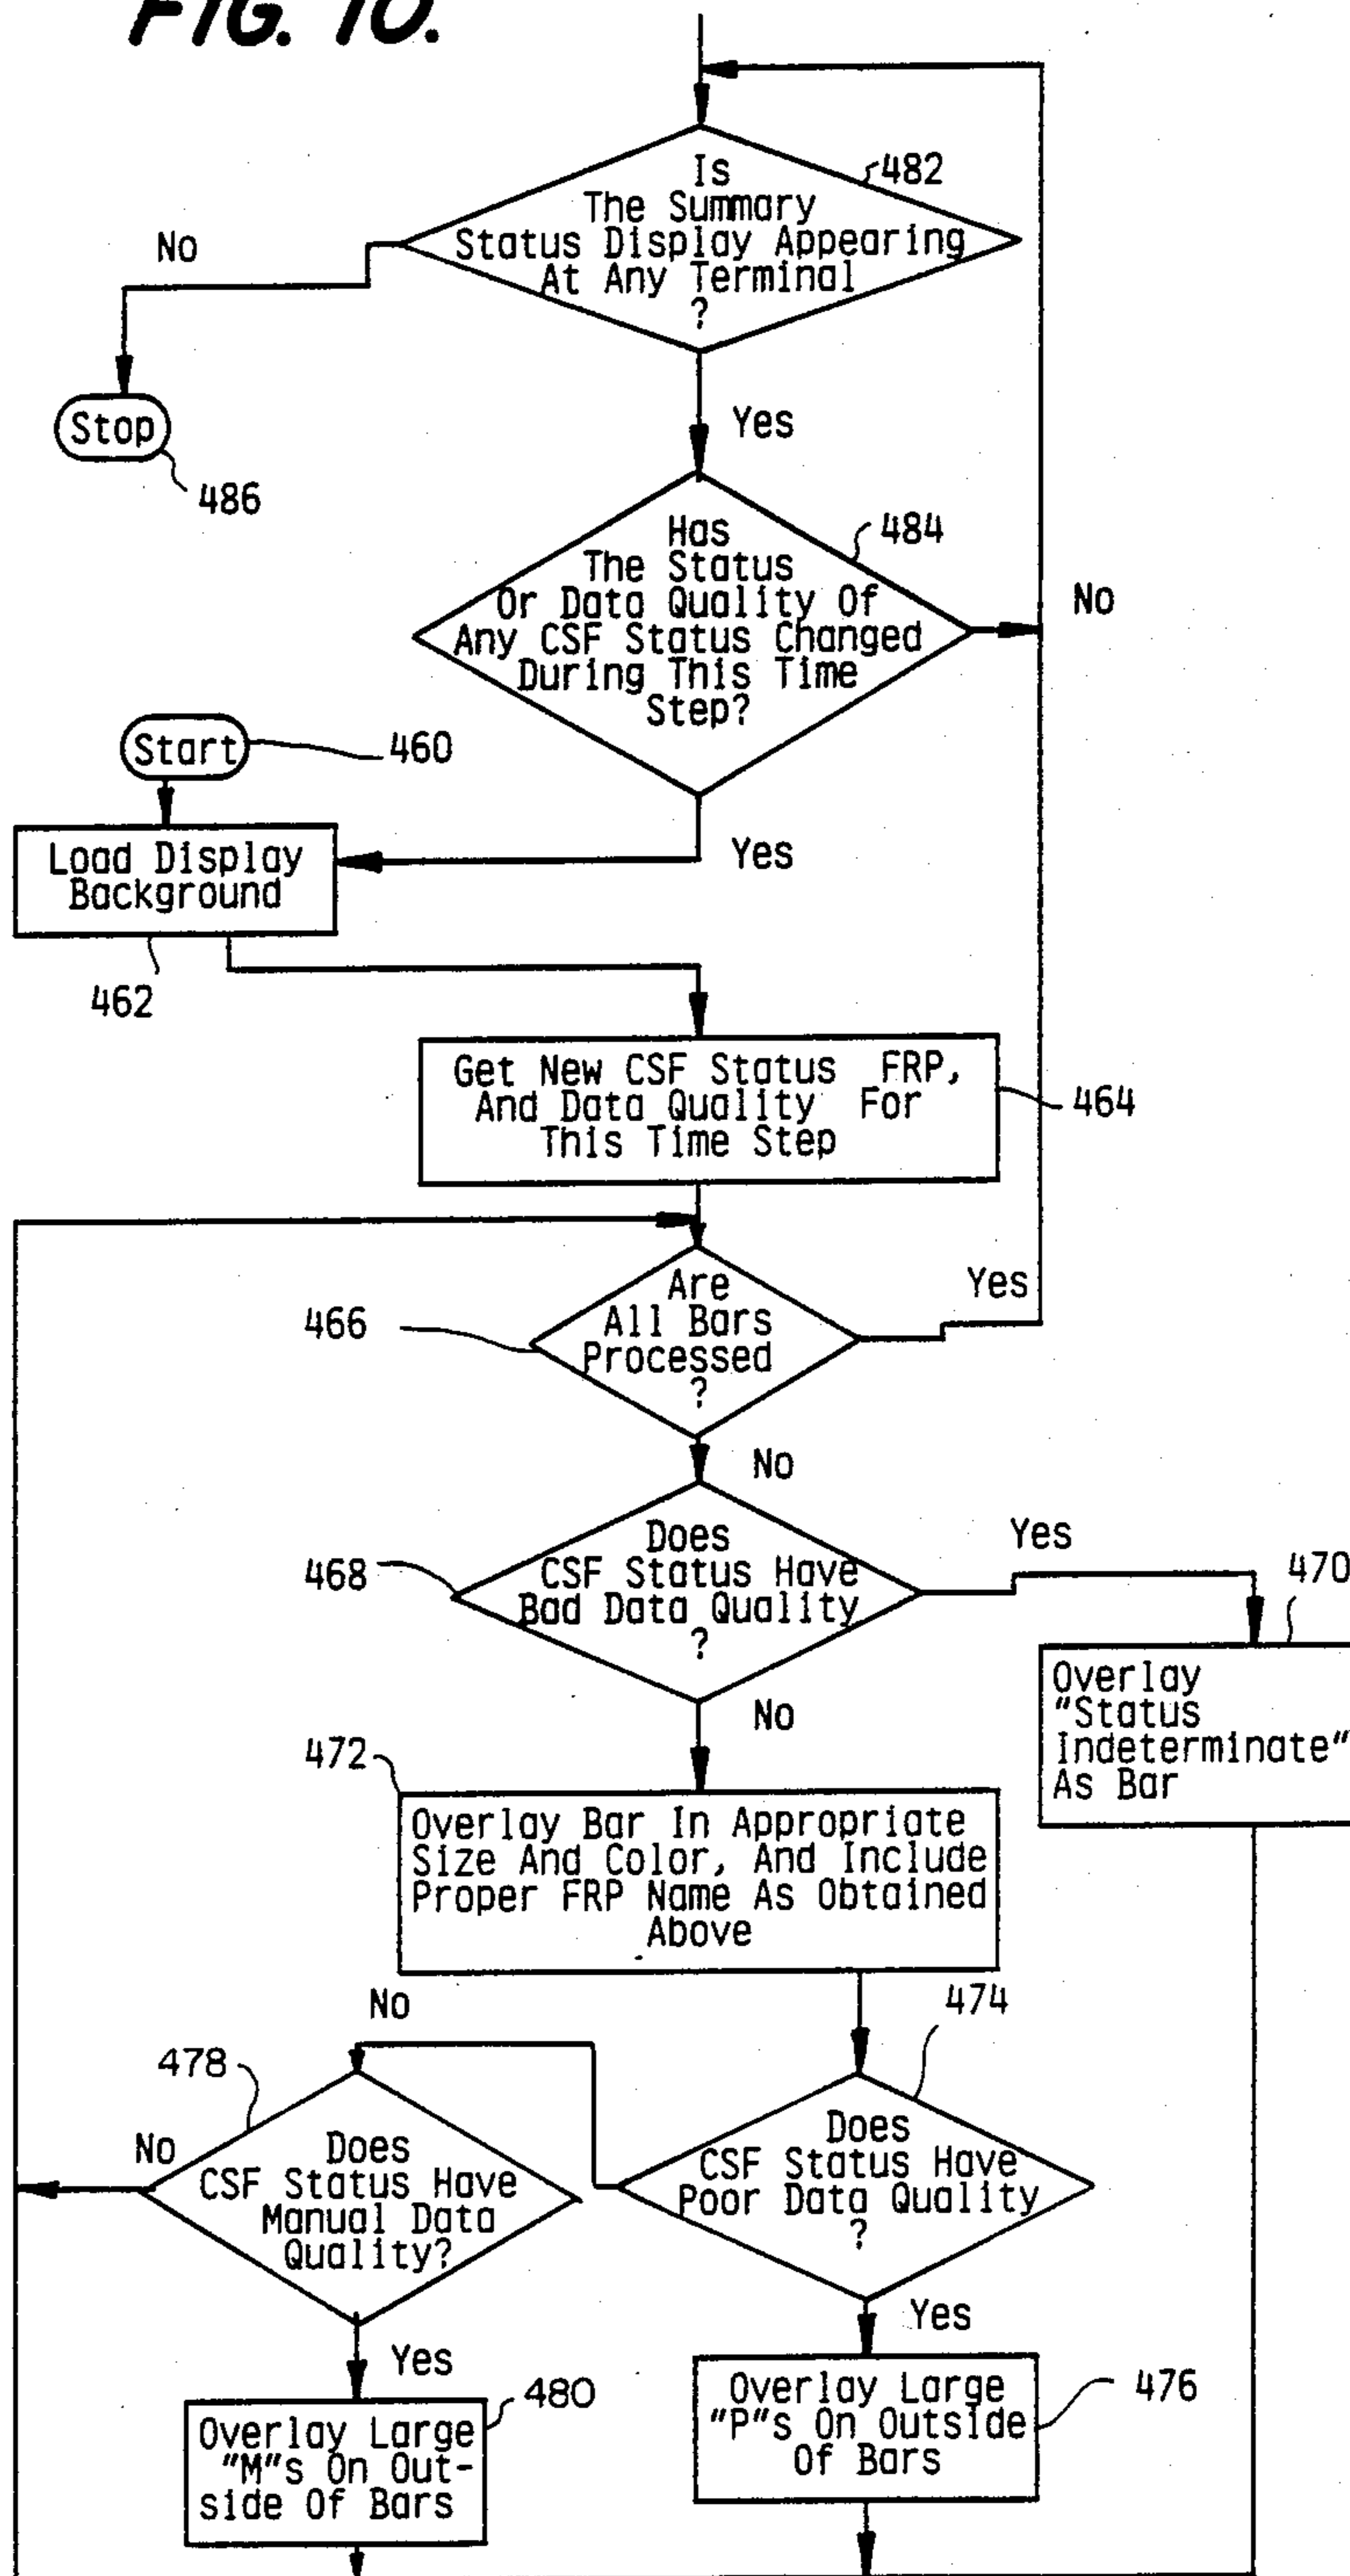 FIG. 10.
Is
The Summary
Status Display Appearing
At Any Terminal
?
482
No
Yes
Stop
486
Has
The Status
Or Data Quality Of
Any CSF Status Changed
During This Time
Step?
484
No
Start
460
Yes
Load Display
Background
462
Get New CSF Status FRP,
And Data Quality For
This Time Step
464
Are
All Bars
Processed
?
466
Yes
No
Does
CSF Status Have
Bad Data Quality
?
468
Yes
470
Overlay
"Status
Indeterminate"
As Bar
No
472
Overlay Bar In Appropriate
Size And Color, And Include
Proper FRP Name As Obtained
Above
No
474
478
Does
CSF Status Have
Poor Data Quality
?
No
Does
CSF Status Have
Manual Data
Quality?
Yes
Yes
480
Overlay Large
"M"s On Out-
side Of Bars
Overlay Large
"P"s On Outside
Of Bars
476